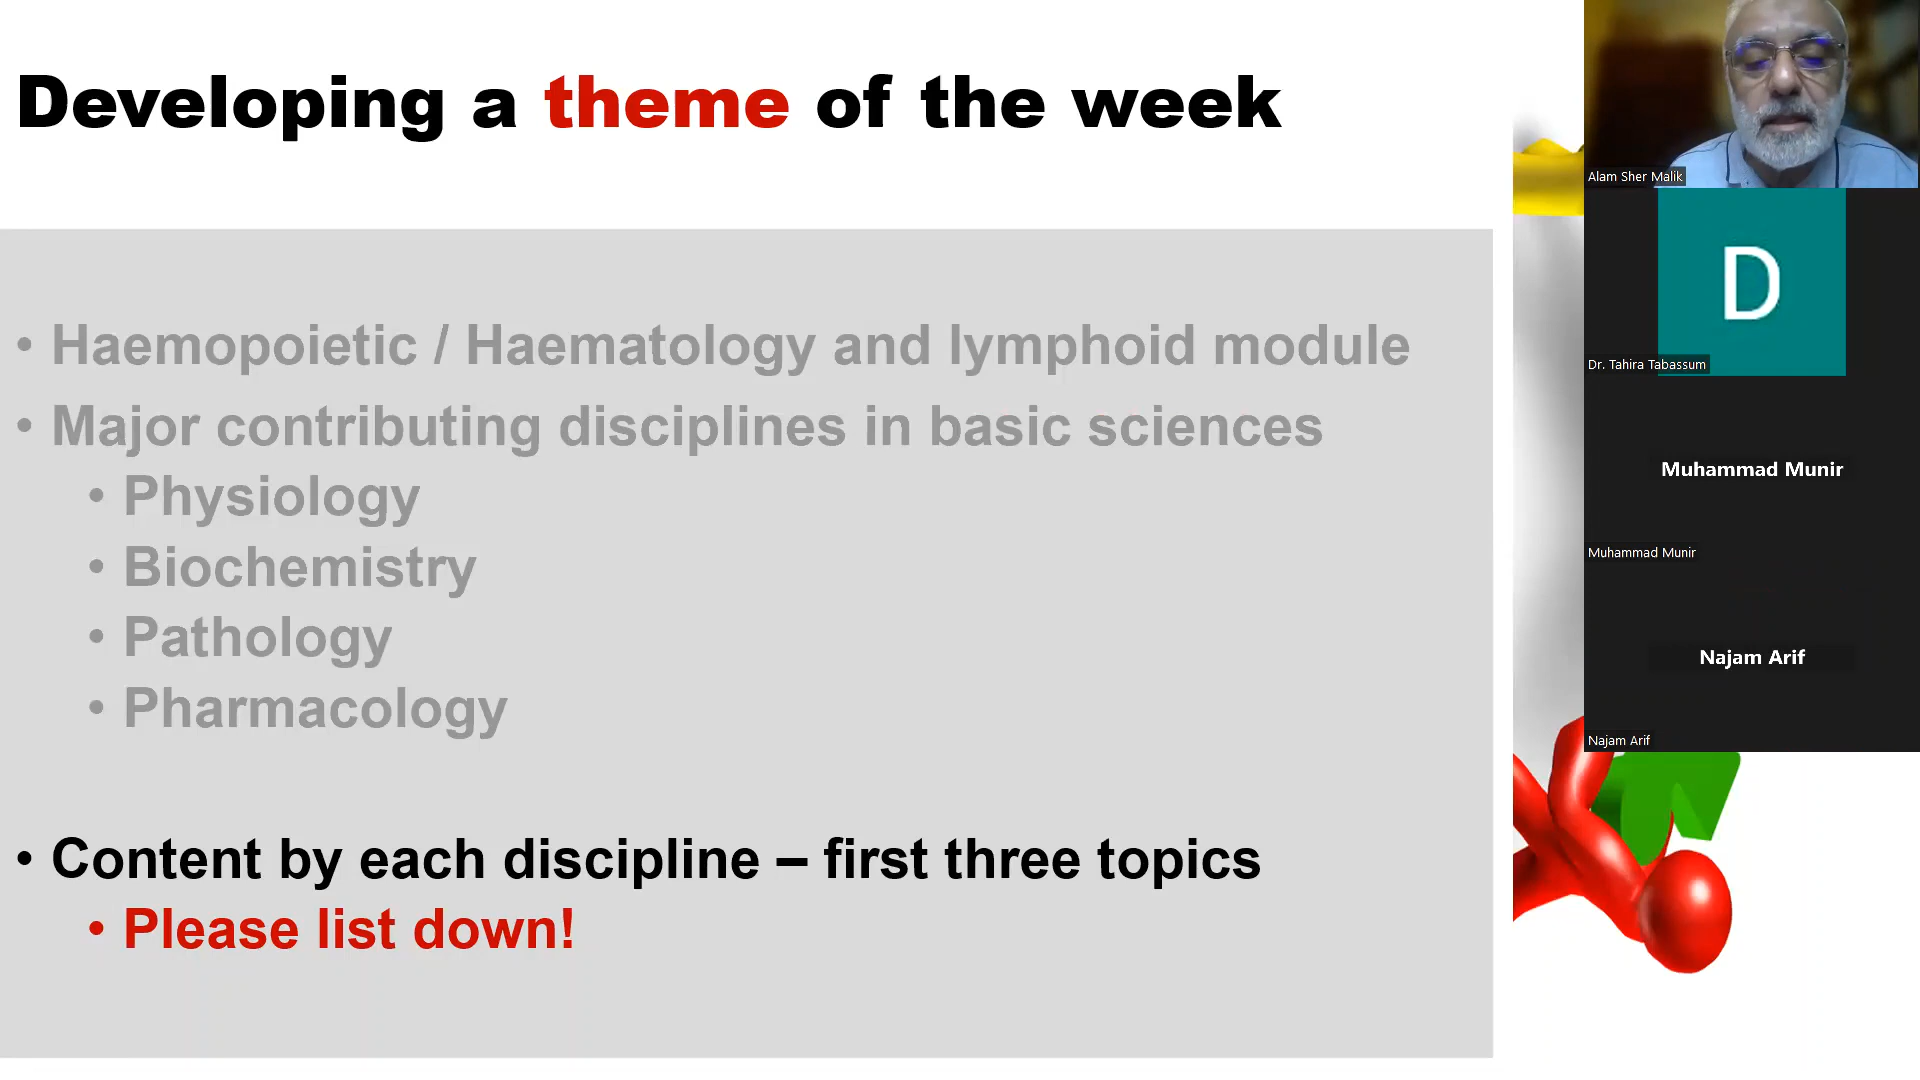 Developing a theme of the week
• Haemopoietic / Haematology and lymphoid module
• Major contributing disciplines in basic sciences
• Physiology
• Biochemistry
• Pathology
• Pharmacology
• Content by each discipline – first three topics
• Please list down!
Alam Sher Malik
D
Dr. Tahira Tabassum
Muhammad Munir
Muhammad Munir
Najam Arif
Najam Arif